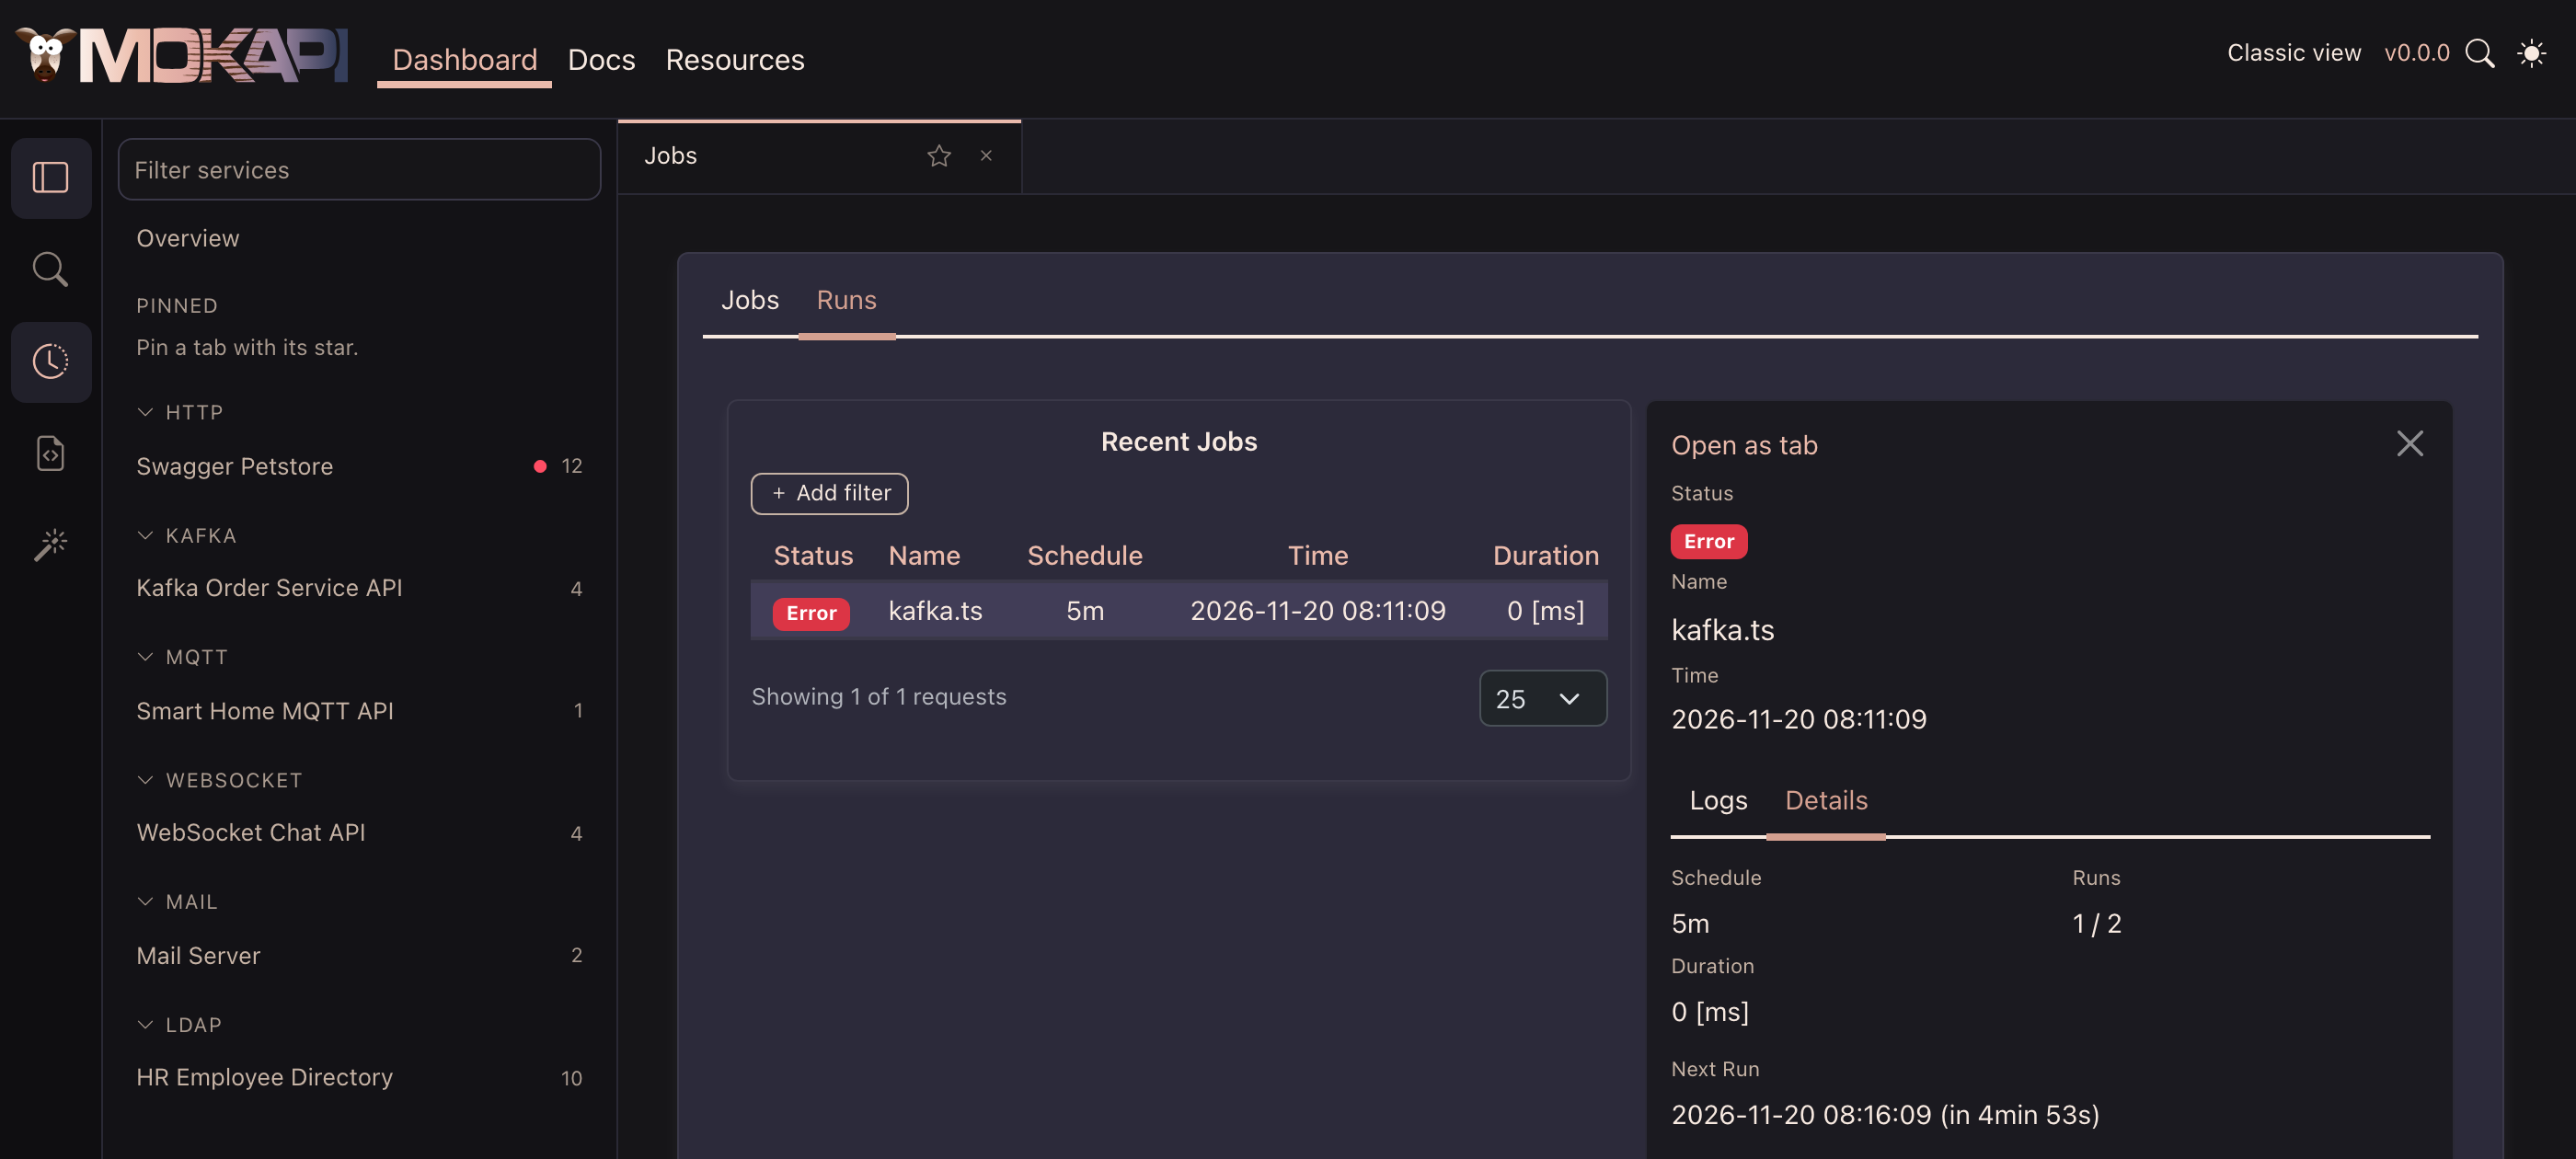 MOKAPI
Dashboard Docs Resources
Classic view v0.0.0
Filter services
Overview
PINNED
Pin a tab with its star.
HTTP
Swagger Petstore 12
KAFKA
Kafka Order Service API 4
MQTT
Smart Home MQTT API 1
WEBSOCKET
WebSocket Chat API 4
MAIL
Mail Server 2
LDAP
HR Employee Directory 10
Jobs
Jobs Runs
Recent Jobs
+ Add filter
Status Name Schedule Time Duration
Error kafka.ts 5m 2026-11-20 08:11:09 0 [ms]
Showing 1 of 1 requests
25
Open as tab
Status
Error
Name
kafka.ts
Time
2026-11-20 08:11:09
Logs Details
Schedule Runs
5m 1 / 2
Duration
0 [ms]
Next Run
2026-11-20 08:16:09 (in 4min 53s)